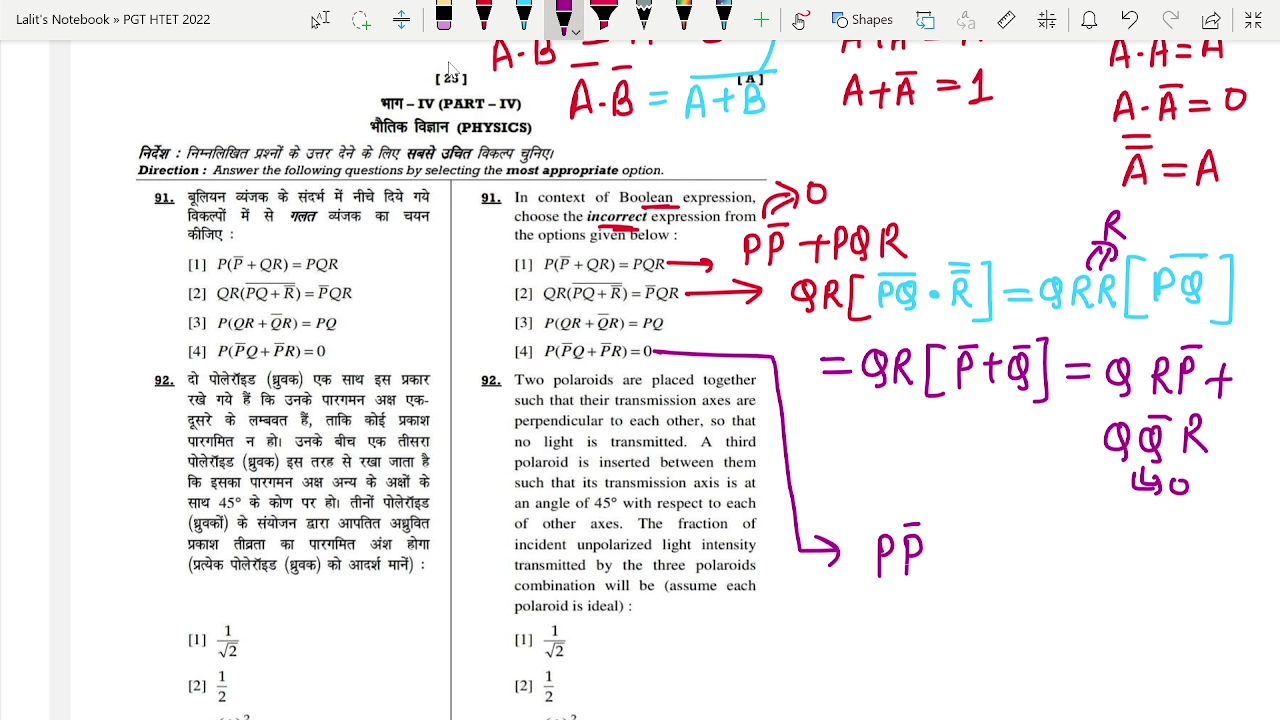 Lalit's Notebook » PGT HTET 2022
Shapes
A·B
A·A=A
[ 29 ]
[ A ]
A̅·B̅ = \overline{A+B}
A+A̅ =1
A·A̅ = 0
A̿ = A
भाग – IV (PART – IV)
भौतिक विज्ञान (PHYSICS)
निर्देश : निम्नलिखित प्रश्नों के उत्तर देने के लिए सबसे उचित विकल्प चुनिए।
Direction : Answer the following questions by selecting the most appropriate option.
91. बूलियन व्यंजक के संदर्भ में नीचे दिये गये
विकल्पों में से गलत व्यंजक का चयन
कीजिए :
[1] P(P̅ + QR) = PQR
[2] QR(\overline{PQ + R̅}) = P̅QR
[3] P(QR + Q̅R) = PQ
[4] P(P̅Q + P̅R) = 0
92. दो पोलेरॉइड (ध्रुवक) एक साथ इस प्रकार
रखे गये हैं कि उनके पारगमन अक्ष एक-
दूसरे के लम्बवत हैं, ताकि कोई प्रकाश
पारगमित न हो। उनके बीच एक तीसरा
पोलेरॉइड (ध्रुवक) इस तरह से रखा जाता है
कि इसका पारगमन अक्ष अन्य के अक्षों के
साथ 45° के कोण पर हो। तीनों पोलेरॉइड
(ध्रुवकों) के संयोजन द्वारा आपतित अध्रुवित
प्रकाश तीव्रता का पारगमित अंश होगा
(प्रत्येक पोलेरॉइड (ध्रुवक) को आदर्श मानें) :
[1] 1/√2
[2] 1/2
91. In context of Boolean expression,
choose the incorrect expression from
the options given below :
[1] P(P̅ + QR) = PQR
[2] QR(\overline{PQ + R̅}) = P̅QR
[3] P(QR + Q̅R) = PQ
[4] P(P̅Q + P̅R) = 0
92. Two polaroids are placed together
such that their transmission axes are
perpendicular to each other, so that
no light is transmitted. A third
polaroid is inserted between them
such that its transmission axis is at
an angle of 45° with respect to each
of other axes. The fraction of
incident unpolarized light intensity
transmitted by the three polaroids
combination will be (assume each
polaroid is ideal) :
[1] 1/√2
[2] 1/2
0
PP̅ + PQR
R
QR[\overline{PQ} · R̿] = QRR[\overline{PQ}]
= QR[P̅+Q̅] = QRP̅ +
QQ̅R
0
PP̅